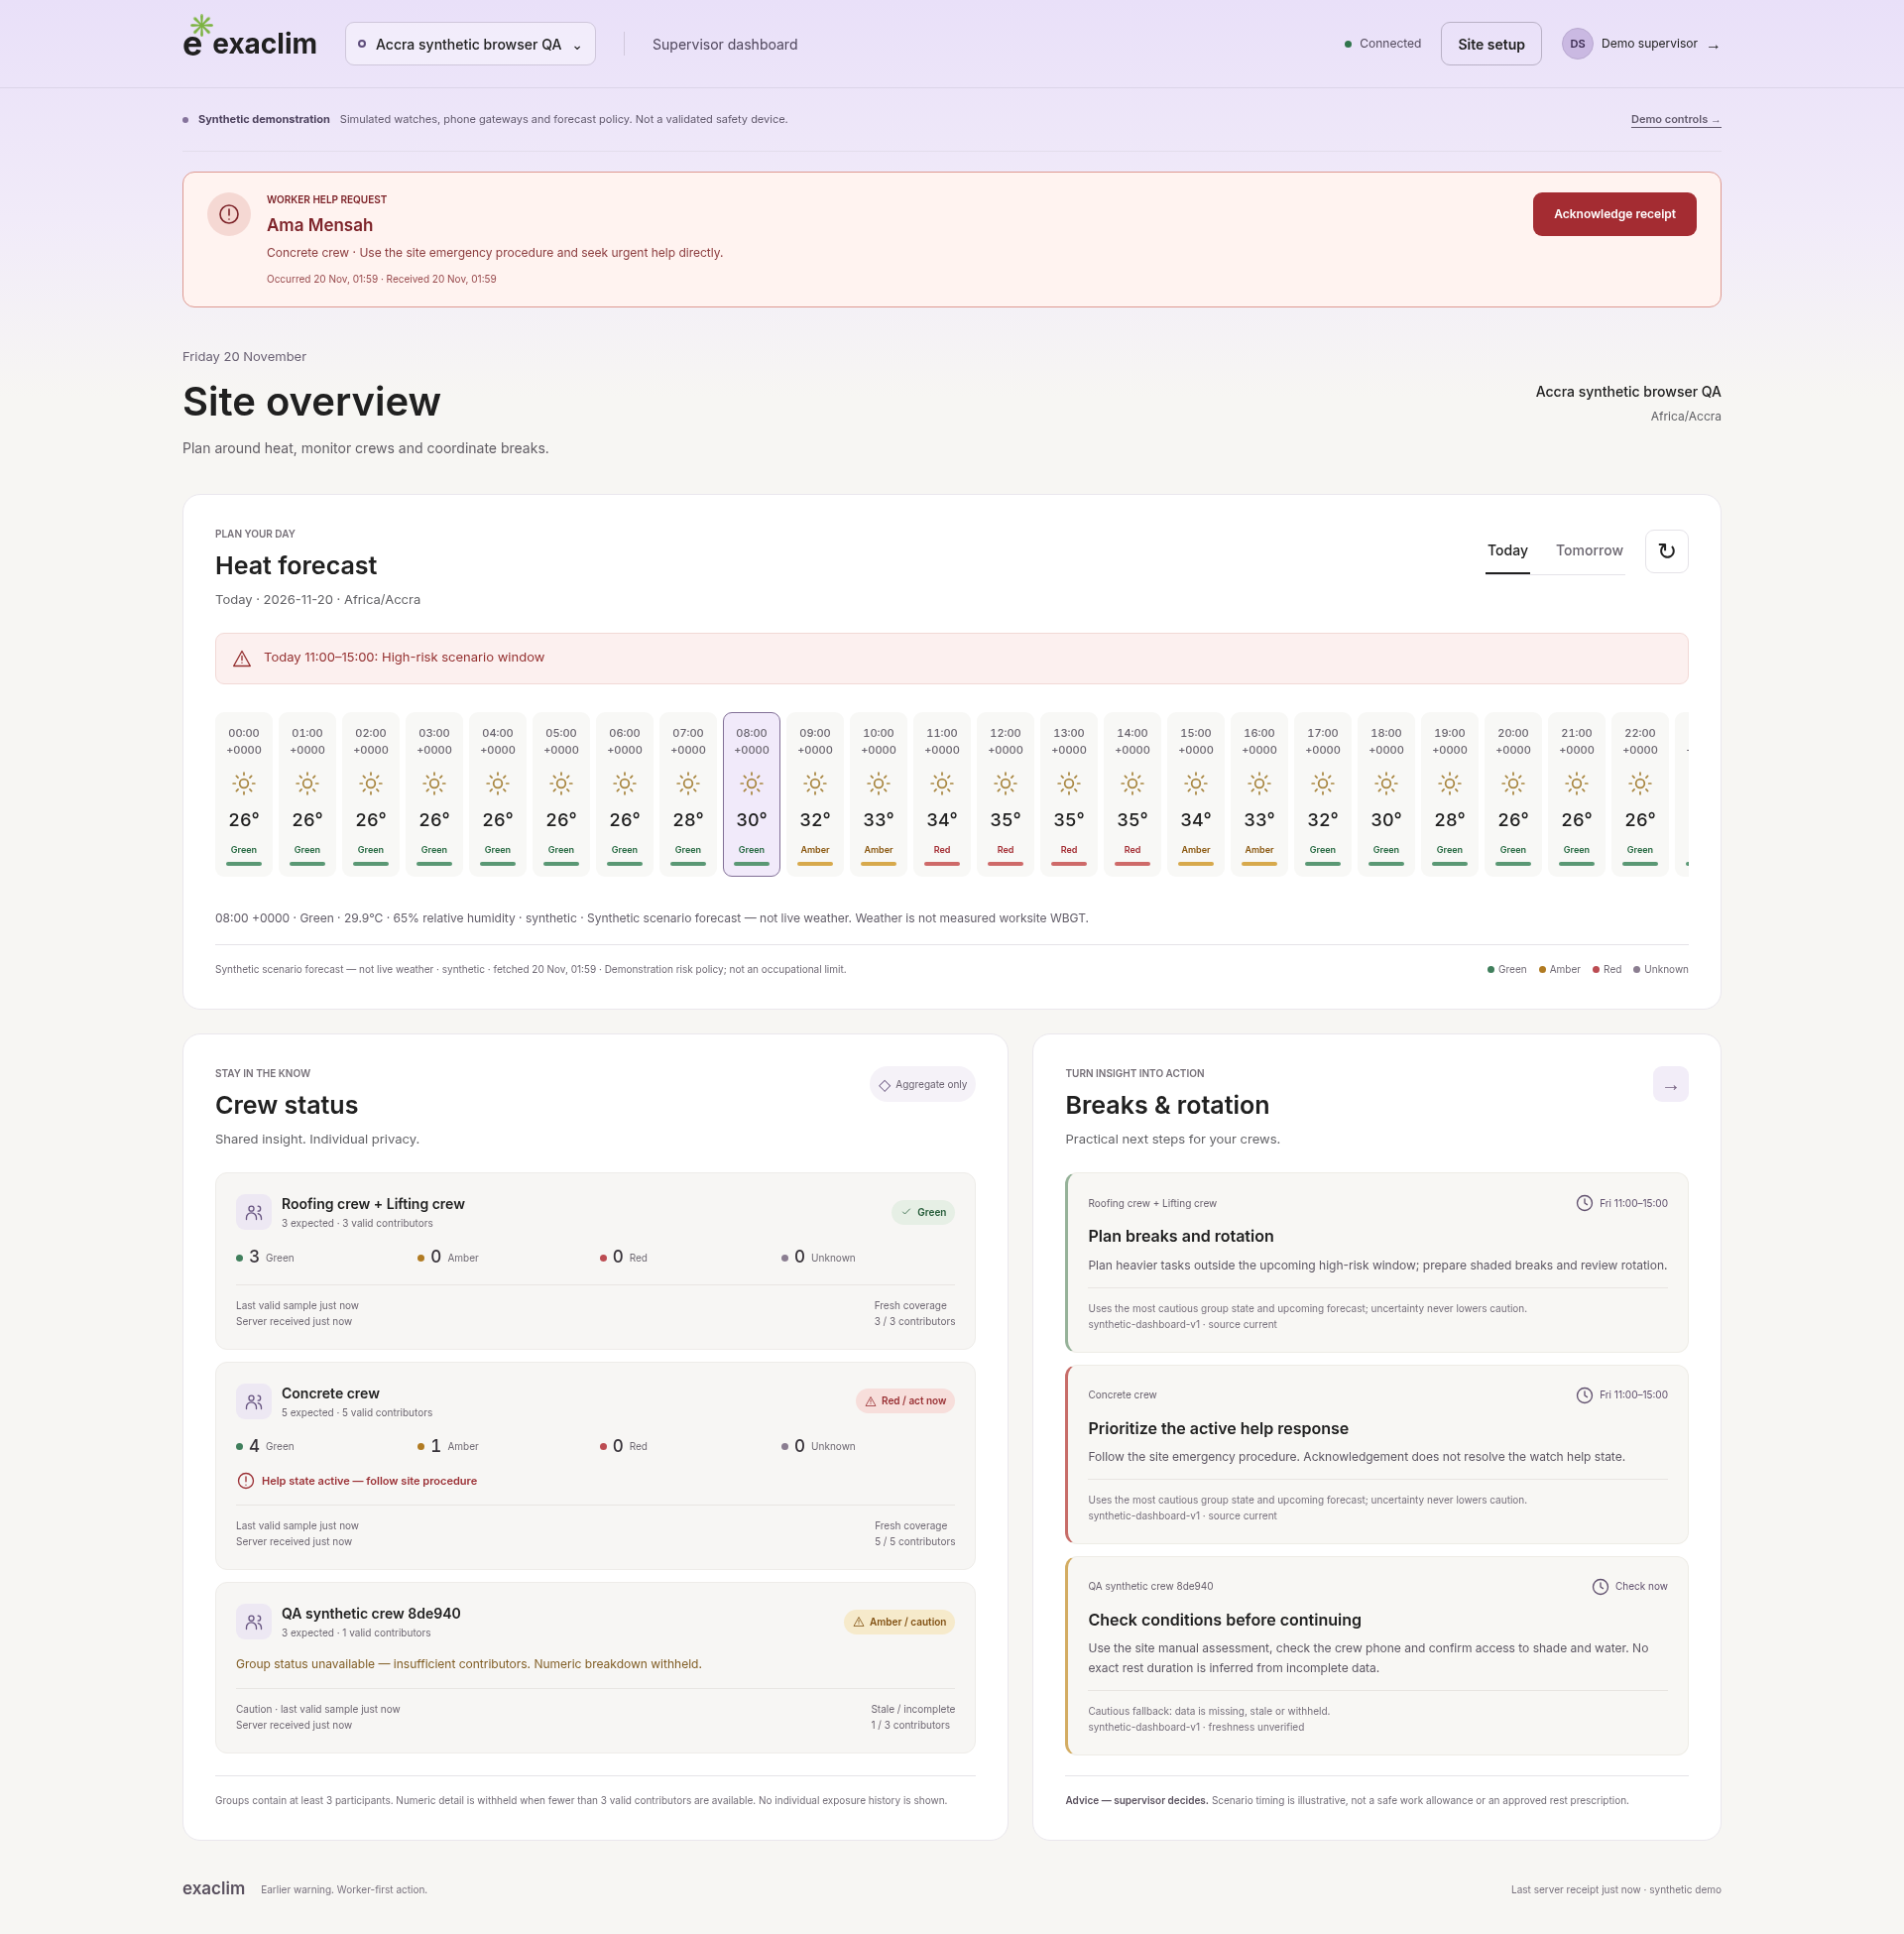 e exaclim
Accra synthetic browser QA
Supervisor dashboard
Connected
Site setup
DS
Demo supervisor →
Synthetic demonstration Simulated watches, phone gateways and forecast policy. Not a validated safety device.
Demo controls →
WORKER HELP REQUEST
Ama Mensah
Concrete crew · Use the site emergency procedure and seek urgent help directly.
Occurred 20 Nov, 01:59 · Received 20 Nov, 01:59
Acknowledge receipt
Friday 20 November
Site overview
Plan around heat, monitor crews and coordinate breaks.
Accra synthetic browser QA
Africa/Accra
PLAN YOUR DAY
Heat forecast
Today · 2026-11-20 · Africa/Accra
Today Tomorrow
Today 11:00–15:00: High-risk scenario window
00:00 01:00 02:00 03:00 04:00 05:00 06:00 07:00 08:00 09:00 10:00 11:00 12:00 13:00 14:00 15:00 16:00 17:00 18:00 19:00 20:00 21:00 22:00
+0000 +0000 +0000 +0000 +0000 +0000 +0000 +0000 +0000 +0000 +0000 +0000 +0000 +0000 +0000 +0000 +0000 +0000 +0000 +0000 +0000 +0000 +0000
26° 26° 26° 26° 26° 26° 26° 28° 30° 32° 33° 34° 35° 35° 35° 34° 33° 32° 30° 28° 26° 26° 26°
Green Green Green Green Green Green Green Green Green Amber Amber Red Red Red Red Amber Amber Green Green Green Green Green Green
08:00 +0000 · Green · 29.9°C · 65% relative humidity · synthetic · Synthetic scenario forecast — not live weather. Weather is not measured worksite WBGT.
Synthetic scenario forecast — not live weather · synthetic · fetched 20 Nov, 01:59 · Demonstration risk policy; not an occupational limit.
Green Amber Red Unknown
STAY IN THE KNOW
Crew status
Shared insight. Individual privacy.
Aggregate only
Roofing crew + Lifting crew
3 expected · 3 valid contributors
Green
3 Green 0 Amber 0 Red 0 Unknown
Last valid sample just now
Server received just now
Fresh coverage
3 / 3 contributors
Concrete crew
5 expected · 5 valid contributors
Red / act now
4 Green 1 Amber 0 Red 0 Unknown
Help state active — follow site procedure
Last valid sample just now
Server received just now
Fresh coverage
5 / 5 contributors
QA synthetic crew 8de940
3 expected · 1 valid contributors
Amber / caution
Group status unavailable — insufficient contributors. Numeric breakdown withheld.
Caution · last valid sample just now
Server received just now
Stale / incomplete
1 / 3 contributors
Groups contain at least 3 participants. Numeric detail is withheld when fewer than 3 valid contributors are available. No individual exposure history is shown.
TURN INSIGHT INTO ACTION
Breaks & rotation
Practical next steps for your crews.
→
Roofing crew + Lifting crew
Fri 11:00–15:00
Plan breaks and rotation
Plan heavier tasks outside the upcoming high-risk window; prepare shaded breaks and review rotation.
Uses the most cautious group state and upcoming forecast; uncertainty never lowers caution.
synthetic-dashboard-v1 · source current
Concrete crew
Fri 11:00–15:00
Prioritize the active help response
Follow the site emergency procedure. Acknowledgement does not resolve the watch help state.
Uses the most cautious group state and upcoming forecast; uncertainty never lowers caution.
synthetic-dashboard-v1 · source current
QA synthetic crew 8de940
Check now
Check conditions before continuing
Use the site manual assessment, check the crew phone and confirm access to shade and water. No
exact rest duration is inferred from incomplete data.
Cautious fallback: data is missing, stale or withheld.
synthetic-dashboard-v1 · freshness unverified
Advice — supervisor decides. Scenario timing is illustrative, not a safe work allowance or an approved rest prescription.
exaclim
Earlier warning. Worker-first action.
Last server receipt just now · synthetic demo